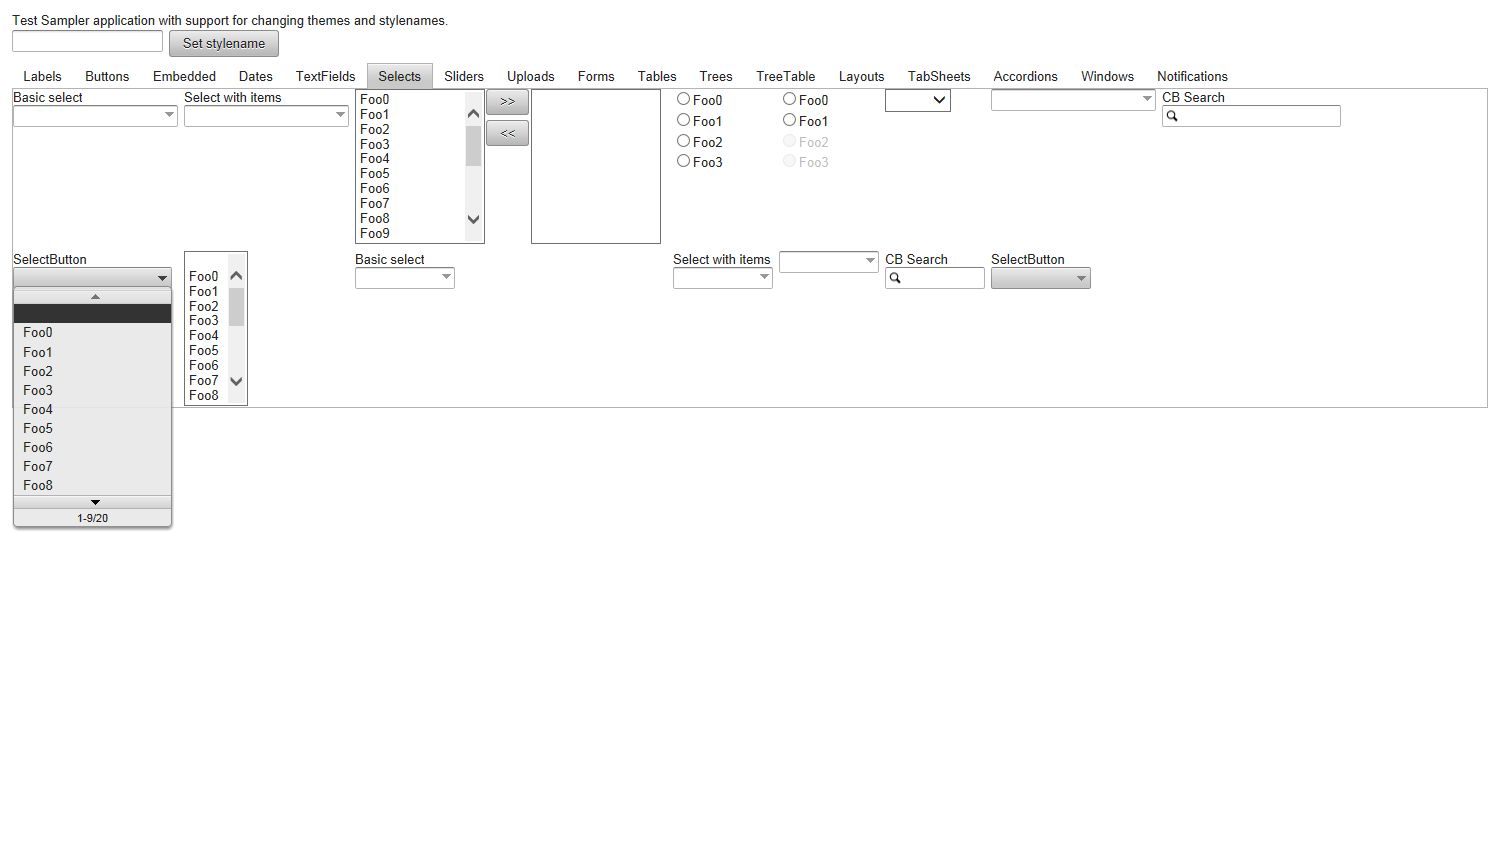 Test Sampler application with support for changing themes and stylenames.
Set stylename
Labels Buttons Embedded Dates TextFields Selects Sliders Uploads Forms Tables Trees TreeTable Layouts TabSheets Accordions Windows Notifications
Basic select
Select with items
Foo0
Foo1
Foo2
Foo3
Foo4
Foo5
Foo6
Foo7
Foo8
Foo9
>>
<<
Foo0
Foo1
Foo2
Foo3
Foo0
Foo1
Foo2
Foo3
CB Search
SelectButton
Foo0
Foo1
Foo2
Foo3
Foo4
Foo5
Foo6
Foo7
Foo8
1-9/20
Foo0
Foo1
Foo2
Foo3
Foo4
Foo5
Foo6
Foo7
Foo8
Basic select
Select with items
CB Search
SelectButton